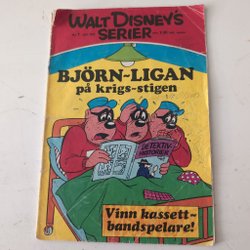 WALT DISNEY'S
SERIER
BJÖRN-LIGAN
på krigs-stigen
DETEKTIV-
HISTORIER
Vinn kassett-
bandspelare!